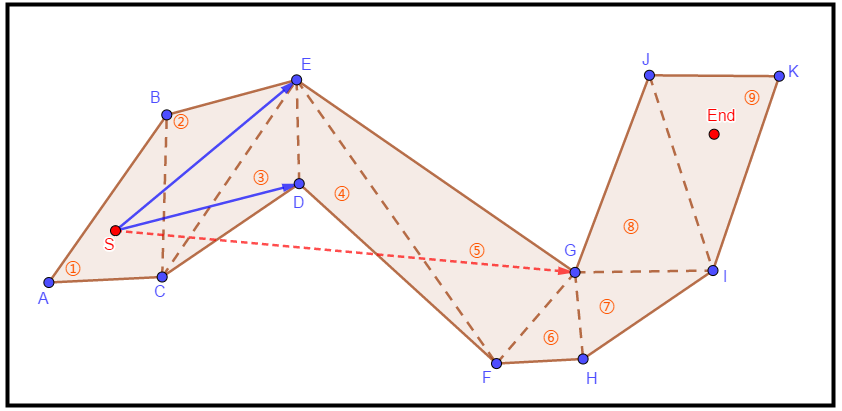 J
K
E
⑨
End
B
②
③
D
④
⑧
S
G
⑤
①
I
A
C
⑦
⑥
F
H